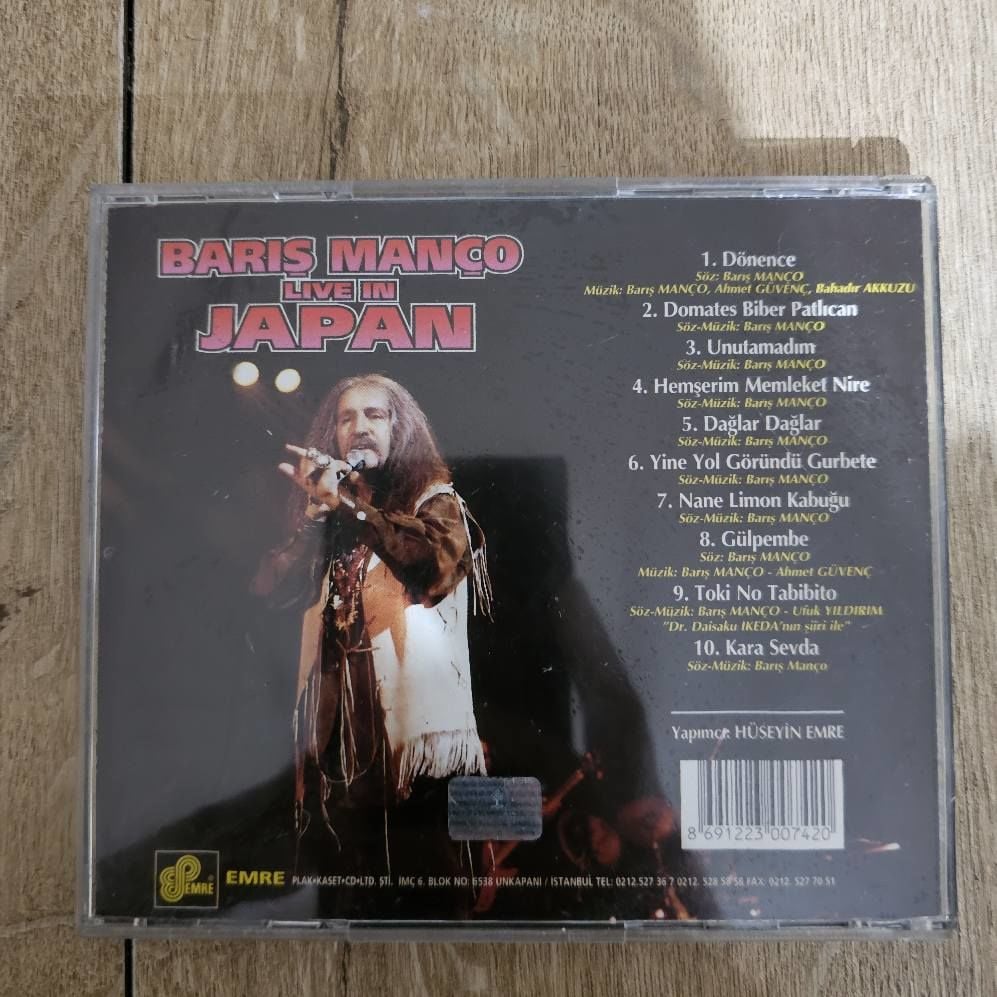 BARIŞ MANÇO
LIVE IN
JAPAN
1. Dönence
Söz: Barış MANÇO
Müzik: Barış MANÇO, Ahmet GÜVENÇ, Bahadır AKKUZU
2. Domates Biber Patlıcan
Söz-Müzik: Barış MANÇO
3. Unutamadım
Söz-Müzik: Barış MANÇO
4. Hemşerim Memleket Nire
Söz-Müzik: Barış MANÇO
5. Dağlar Dağlar
Söz-Müzik: Barış MANÇO
6. Yine Yol Göründü Gurbete
Söz-Müzik: Barış MANÇO
7. Nane Limon Kabuğu
Söz-Müzik: Barış MANÇO
8. Gülpembe
Söz: Barış MANÇO
Müzik: Barış MANÇO - Ahmet GÜVENÇ
9. Toki No Tabibito
Söz-Müzik: Barış MANÇO - Ufuk YILDIRIM
"Dr. Daisaku IKEDA'nın şiiri ile"
10. Kara Sevda
Söz-Müzik: Barış Manço
Yapımcı: HÜSEYİN EMRE
8 691223 007420
EMRE
EMRE PLAK•KASET•CD•LTD. ŞTİ. İMÇ 6. BLOK NO: 6538 UNKAPANI / İSTANBUL TEL: 0212.527 36 7 0212. 528 58 58 FAX: 0212. 527 70 51